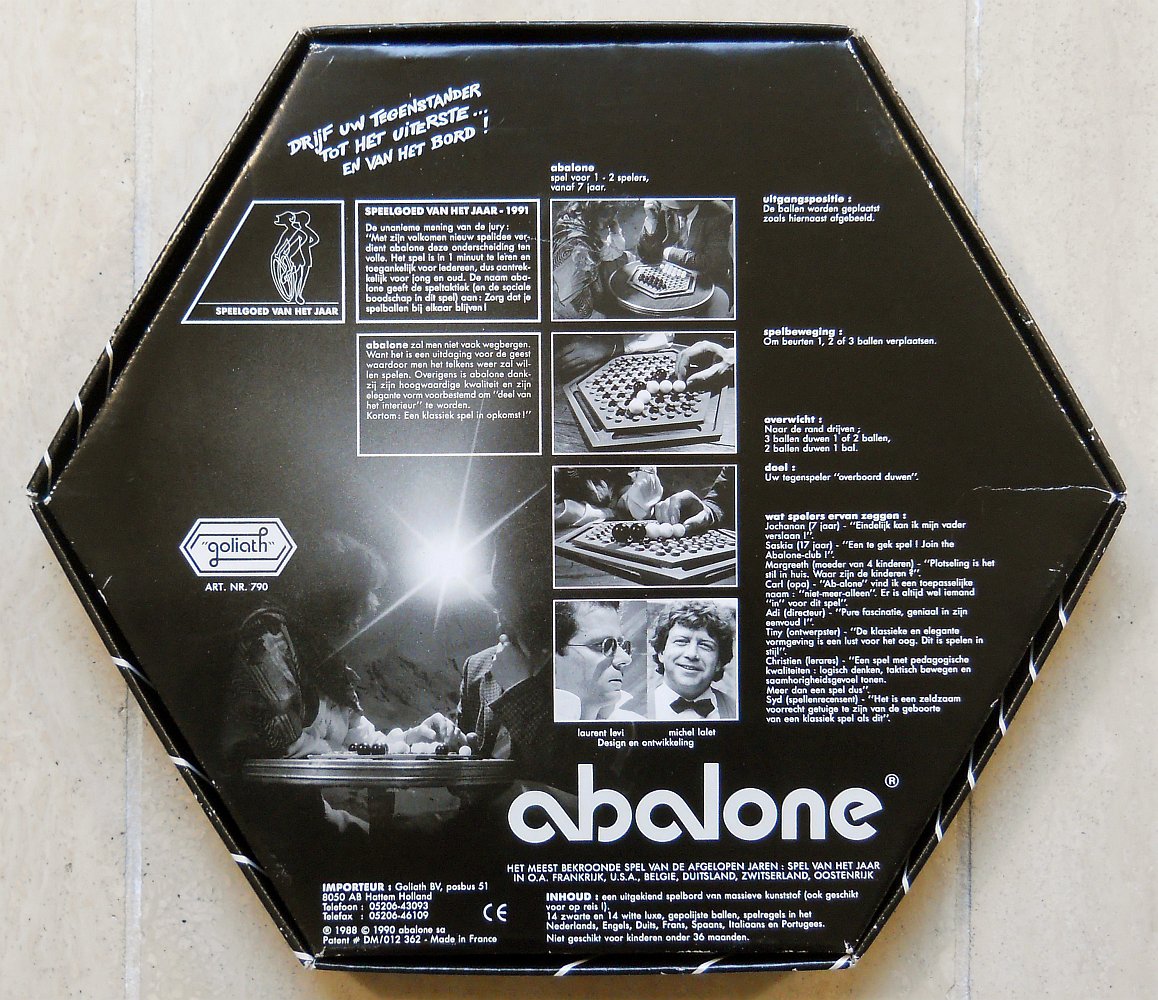 DRIJF UW TEGENSTANDER
TOT HET UITERSTE...
EN VAN HET BORD !
abalone
spel voor 1 - 2 spelers,
vanaf 7 jaar.
SPEELGOED VAN HET JAAR
SPEELGOED VAN HET JAAR - 1991
De unanieme mening van de jury :
"Met zijn volkomen nieuw spelidee ver-
dient abalone deze onderscheiding ten
volle. Het spel is in 1 minuut te leren en
toegankelijk voor iedereen, dus aantrek-
kelijk voor jong en oud. De naam aba-
lone geeft de speltaktiek (en de sociale
boodschap in dit spel) aan : Zorg dat je
spelballen bij elkaar blijven !
abalone zal men niet vaak wegbergen.
Want het is een uitdaging voor de geest
waardoor men het telkens weer zal wil-
len spelen. Overigens is abalone dank-
zij zijn hoogwaardige kwaliteit en zijn
elegante vorm voorbestemd om "deel van
het interieur" te worden.
Kortom : Een klassiek spel in opkomst !"
"goliath"
ART. NR. 790
uitgangspositie :
De ballen worden geplaatst
zoals hiernaast afgebeeld.
spelbeweging :
Om beurten 1, 2 of 3 ballen verplaatsen.
overwicht :
Naar de rand drijven ;
3 ballen duwen 1 of 2 ballen,
2 ballen duwen 1 bal.
doel :
Uw tegenspeler "overboord duwen".
wat spelers ervan zeggen :
Jochanan (7 jaar) - "Eindelijk kan ik mijn vader
verslaan !".
Saskia (17 jaar) - "Een te gek spel ! Join the
Abalone-club !".
Margreeth (moeder van 4 kinderen) - "Plotseling is het
stil in huis. Waar zijn de kinderen ?".
Carl (opa) - "Ab-alone" vind ik een toepasselijke
naam : "niet-meer-alleen". Er is altijd wel iemand
"in" voor dit spel".
Adi (directeur) - "Pure fascinatie, geniaal in zijn
eenvoud !".
Tiny (ontwerpster) - "De klassieke en elegante
vormgeving is een lust voor het oog. Dit is spelen in
stijl".
Christien (lerares) - "Een spel met pedagogische
kwaliteiten : logisch denken, taktisch bewegen en
saamhorigheidsgevoel tonen.
Meer dan een spel dus".
Syd (spellenrecensent) - "Het is een zeldzaam
voorrecht getuige te zijn van de geboorte
van een klassiek spel als dit".
laurent levi michel lalet
Design en ontwikkeling
abalone®
HET MEEST BEKROONDE SPEL VAN DE AFGELOPEN JAREN : SPEL VAN HET JAAR
IN O.A. FRANKRIJK, U.S.A., BELGIE, DUITSLAND, ZWITSERLAND, OOSTENRIJK
IMPORTEUR : Goliath BV, posbus 51
8050 AB Hattem Holland
Telefoon : 05206-43093
Telefax : 05206-46109
CE
® 1988 © 1990 abalone sa
Patent # DM/012 362 - Made in France
INHOUD : een uitgekiend spelbord van massieve kunststof (ook geschikt
voor op reis !).
14 zwarte en 14 witte luxe, gepolijste ballen, spelregels in het
Nederlands, Engels, Duits, Frans, Spaans, Italiaans en Portugees.
Niet geschikt voor kinderen onder 36 maanden.